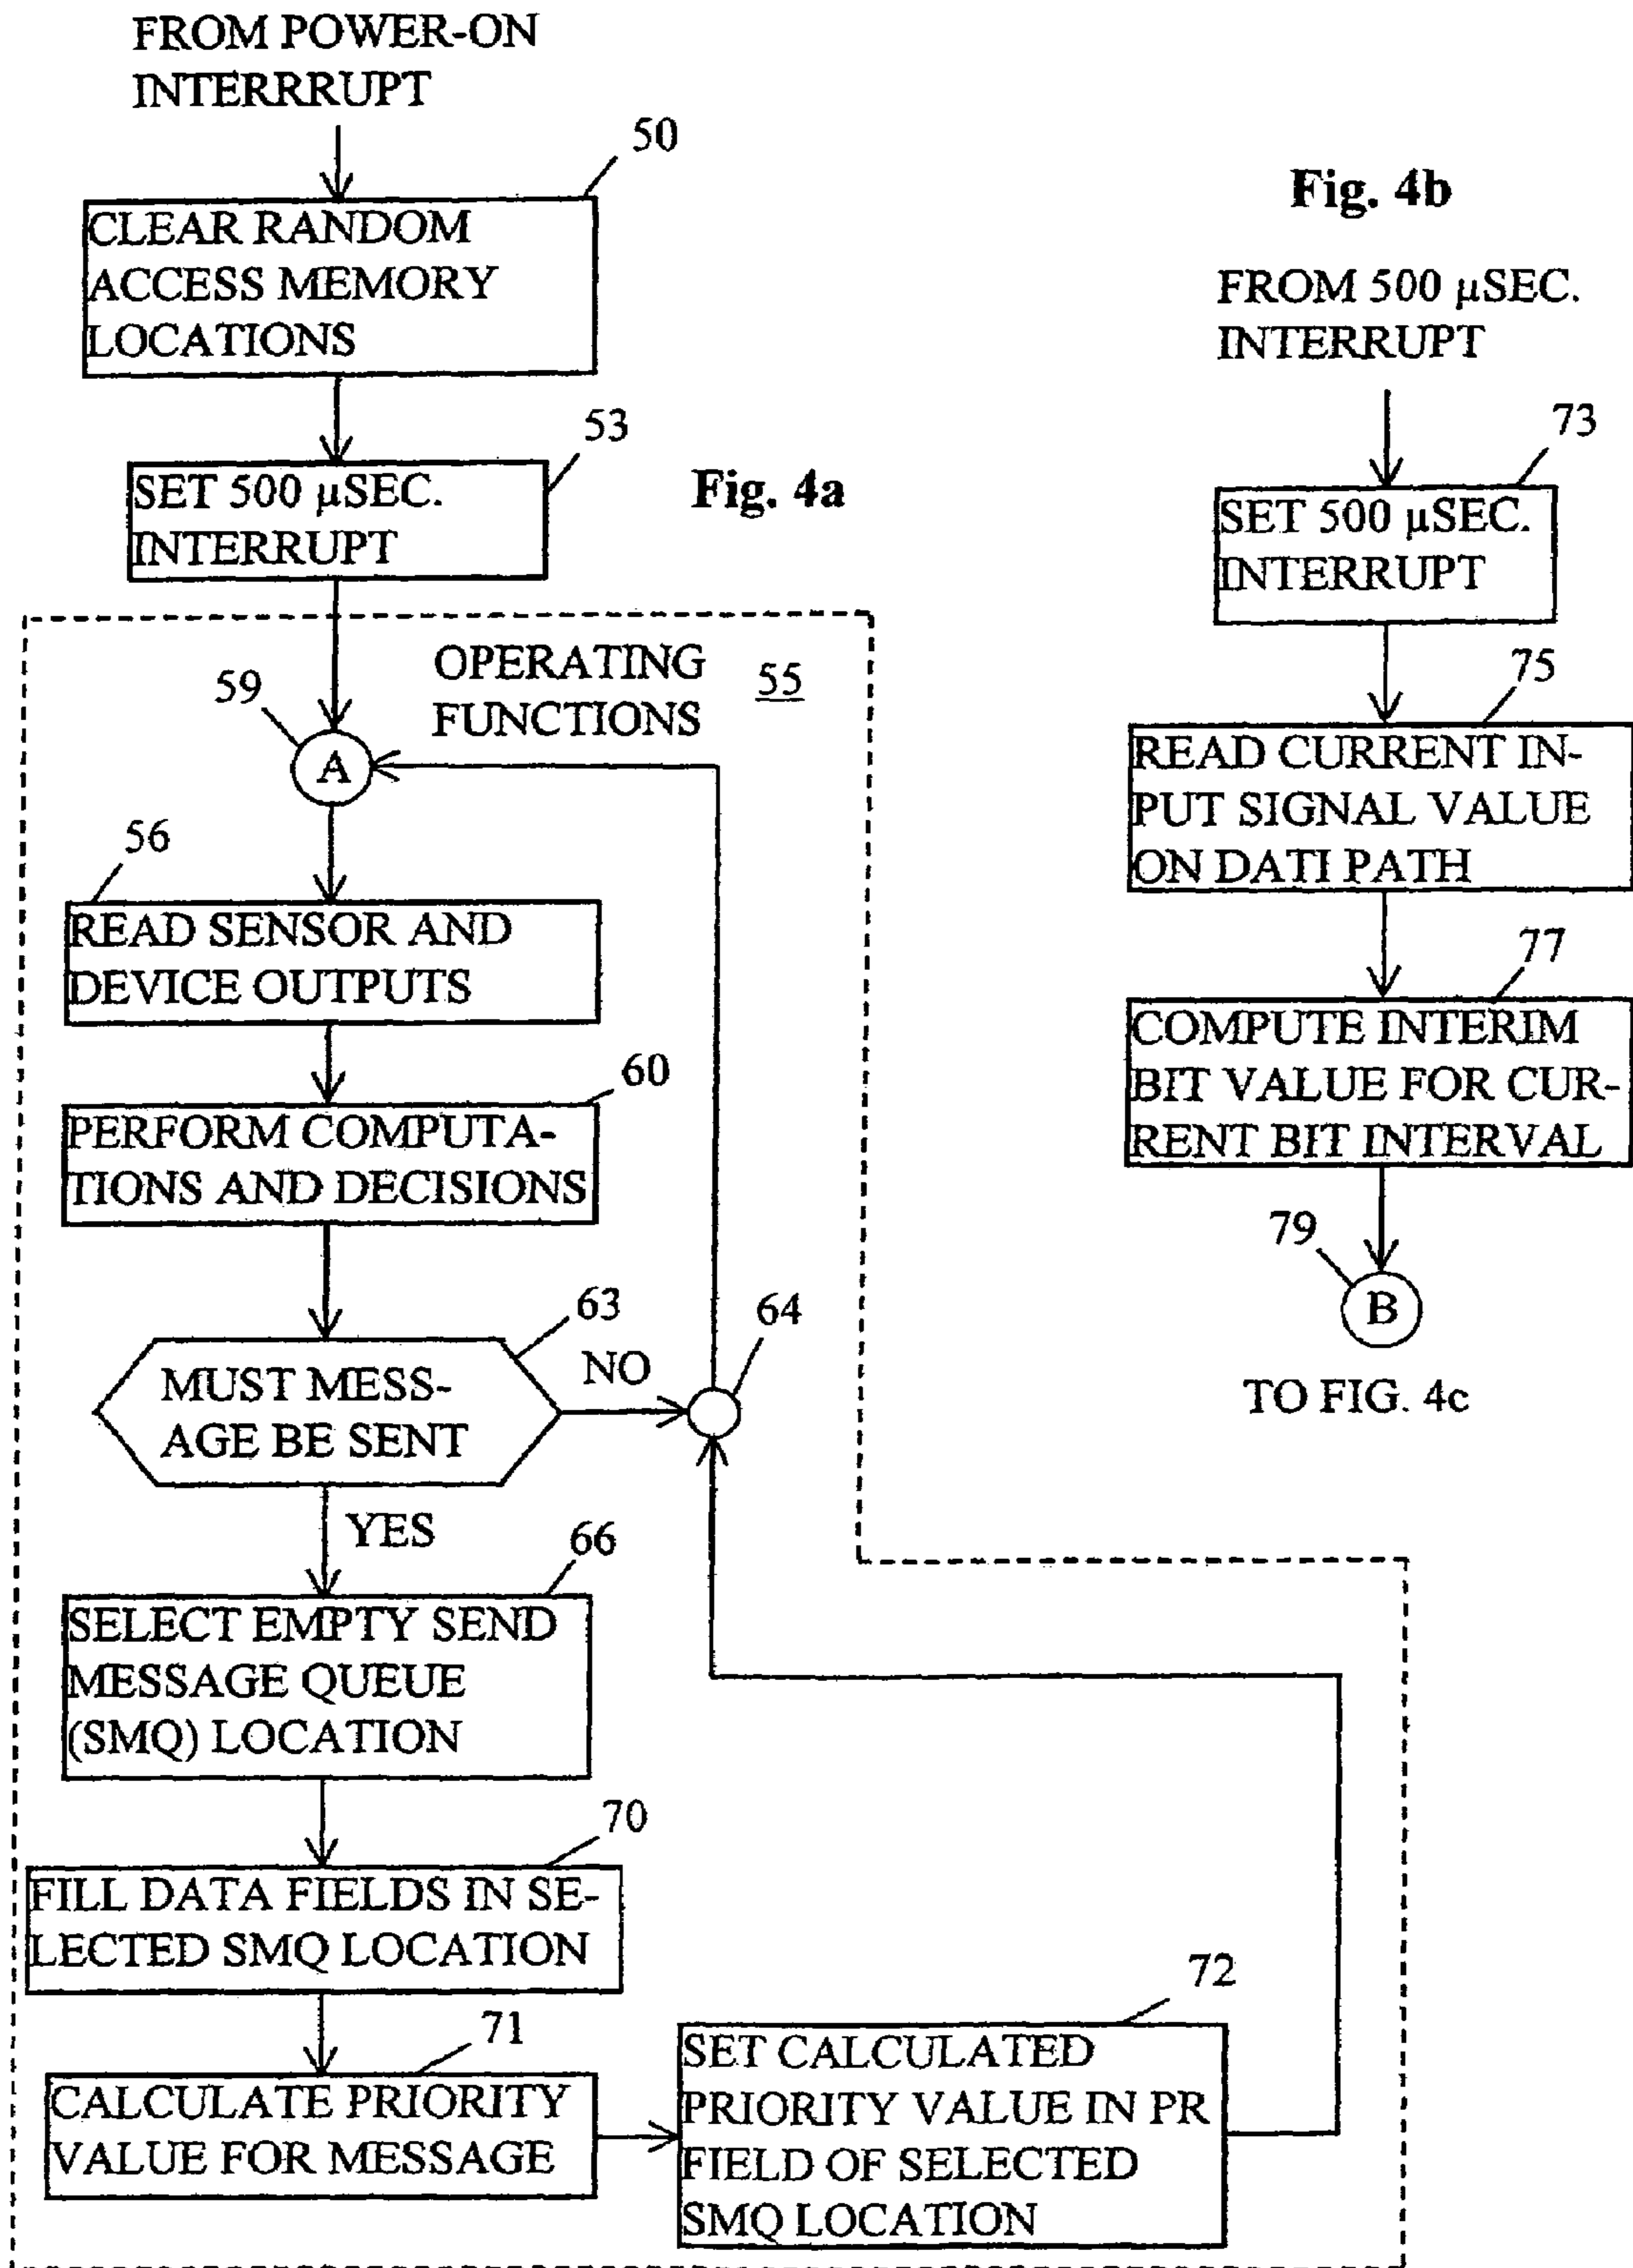 FROM POWER-ON
INTERRRUPT
50
CLEAR RANDOM
ACCESS MEMORY
LOCATIONS
53
SET 500 µSEC.
INTERRUPT
Fig. 4a
OPERATING
FUNCTIONS
55
59
A
56
READ SENSOR AND
DEVICE OUTPUTS
60
PERFORM COMPUTA-
TIONS AND DECISIONS
63
MUST MESS-
AGE BE SENT
NO
64
YES
66
SELECT EMPTY SEND
MESSAGE QUEUE
(SMQ) LOCATION
70
FILL DATA FIELDS IN SE-
LECTED SMQ LOCATION
71
CALCULATE PRIORITY
VALUE FOR MESSAGE
72
SET CALCULATED
PRIORITY VALUE IN PR
FIELD OF SELECTED
SMQ LOCATION
Fig. 4b
FROM 500 µSEC.
INTERRUPT
73
SET 500 µSEC.
INTERRUPT
75
READ CURRENT IN-
PUT SIGNAL VALUE
ON DATI PATH
77
COMPUTE INTERIM
BIT VALUE FOR CUR-
RENT BIT INTERVAL
79
B
TO FIG. 4c